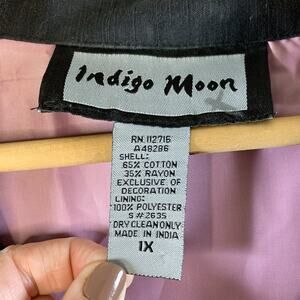 Indigo Moon
RN 112716
A48286
SHELL:
65% COTTON
35% RAYON
EXCLUSIVE OF
DECORATION
LINING:
100% POLYESTER
S#2635
DRY CLEAN ONLY
MADE IN INDIA
1X